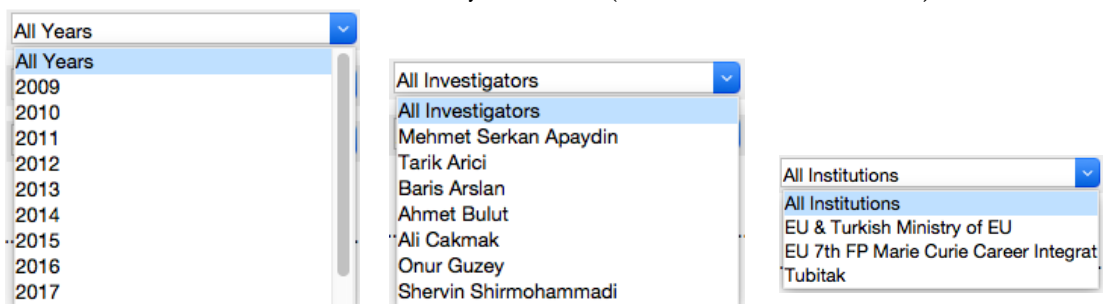 All Years
All Years
2009
2010
2011
2012
2013
2014
2015
2016
2017
All Investigators
All Investigators
Mehmet Serkan Apaydin
Tarik Arici
Baris Arslan
Ahmet Bulut
Ali Cakmak
Onur Guzey
Shervin Shirmohammadi
All Institutions
All Institutions
EU & Turkish Ministry of EU
EU 7th FP Marie Curie Career Integrat
Tubitak